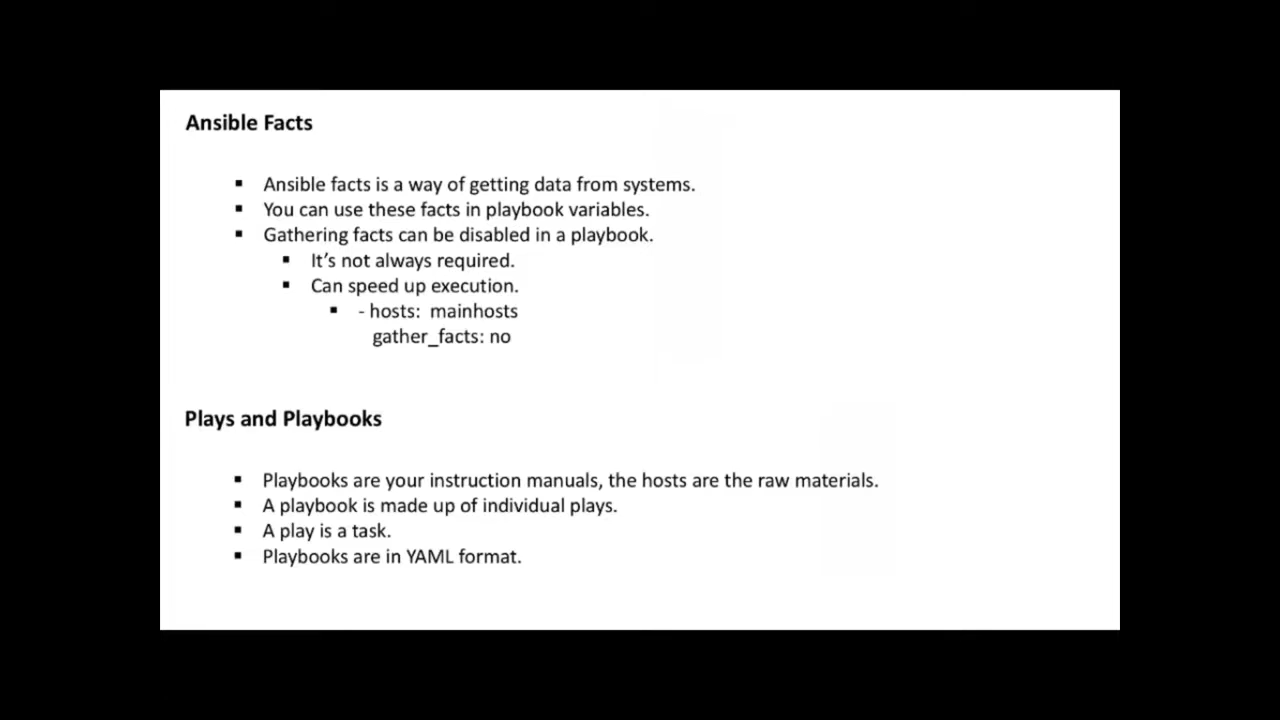 Ansible Facts
▪ Ansible facts is a way of getting data from systems.
▪ You can use these facts in playbook variables.
▪ Gathering facts can be disabled in a playbook.
▪ It’s not always required.
▪ Can speed up execution.
▪ - hosts: mainhosts
gather_facts: no
Plays and Playbooks
▪ Playbooks are your instruction manuals, the hosts are the raw materials.
▪ A playbook is made up of individual plays.
▪ A play is a task.
▪ Playbooks are in YAML format.